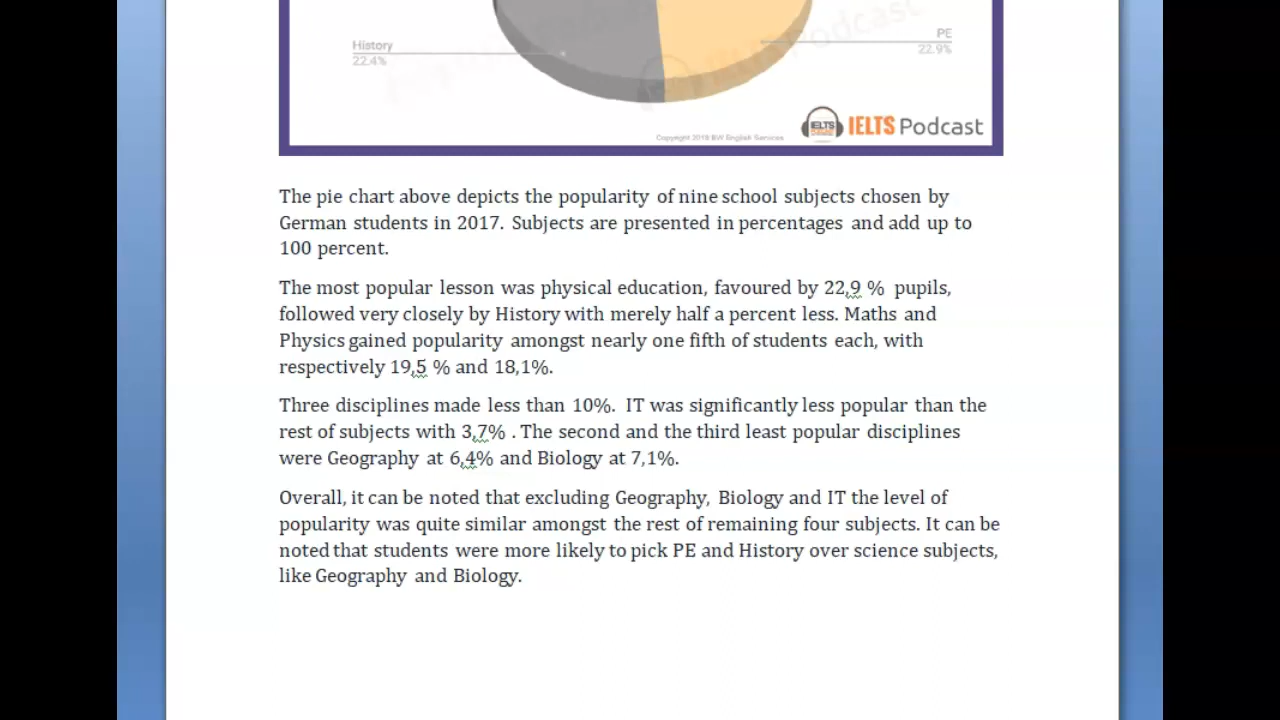 History
22.4%
PE
22.9%
Copyright 2018 BW English Services
IELTS Podcast
The pie chart above depicts the popularity of nine school subjects chosen by
German students in 2017. Subjects are presented in percentages and add up to
100 percent.
The most popular lesson was physical education, favoured by 22,9 % pupils,
followed very closely by History with merely half a percent less. Maths and
Physics gained popularity amongst nearly one fifth of students each, with
respectively 19,5 % and 18,1%.
Three disciplines made less than 10%. IT was significantly less popular than the
rest of subjects with 3,7% . The second and the third least popular disciplines
were Geography at 6,4% and Biology at 7,1%.
Overall, it can be noted that excluding Geography, Biology and IT the level of
popularity was quite similar amongst the rest of remaining four subjects. It can be
noted that students were more likely to pick PE and History over science subjects,
like Geography and Biology.